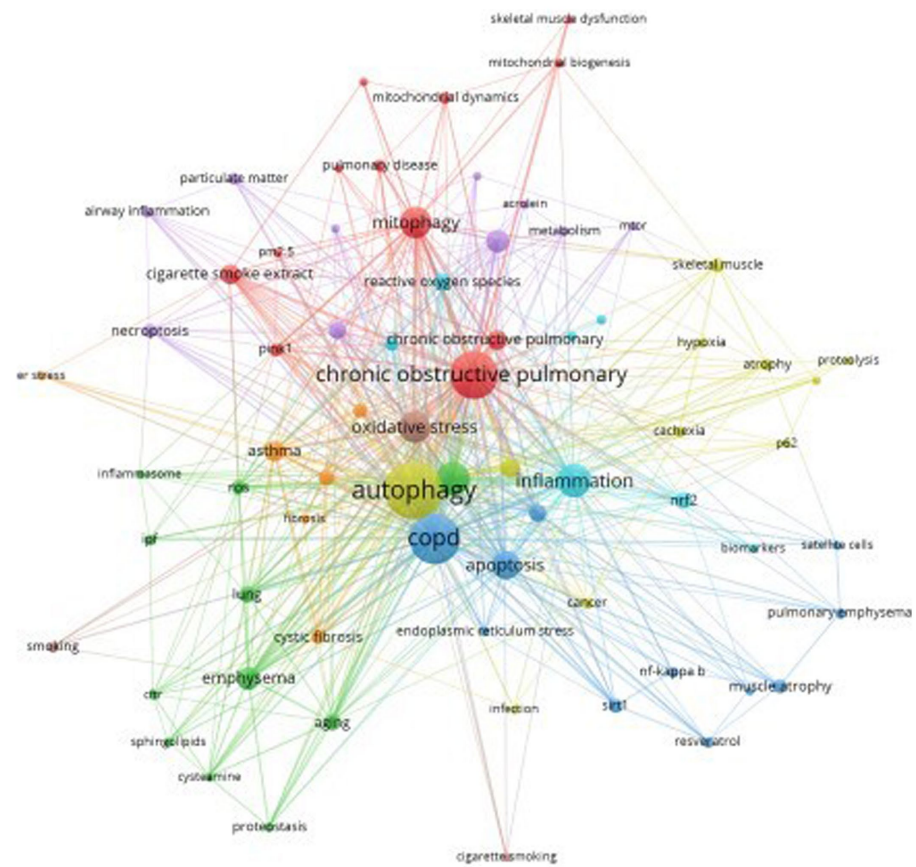 skeletal muscle dysfunction
mitochondrial biogenesis
mitochondrial dynamics
pulmonary disease
particulate matter
acrolein
airway inflammation
mitophagy
metabolism
mtor
pm2.5
skeletal muscle
cigarette smoke extract
reactive oxygen species
necroptosis
chronic obstructive pulmonary
hypoxia
pink1
proteolysis
atrophy
er stress
chronic obstructive pulmonary
oxidative stress
cachexia
p62
asthma
inflammasome
inflammation
ros
autophagy
nrf2
fibrosis
ipf
copd
satellite cells
biomarkers
apoptosis
lung
cancer
pulmonary emphysema
endoplasmic reticulum stress
cystic fibrosis
smoking
nf-kappa b
emphysema
muscle atrophy
cftr
sirt1
infection
aging
sphingolipids
resveratrol
cysteamine
proteostasis
cigarette smoking